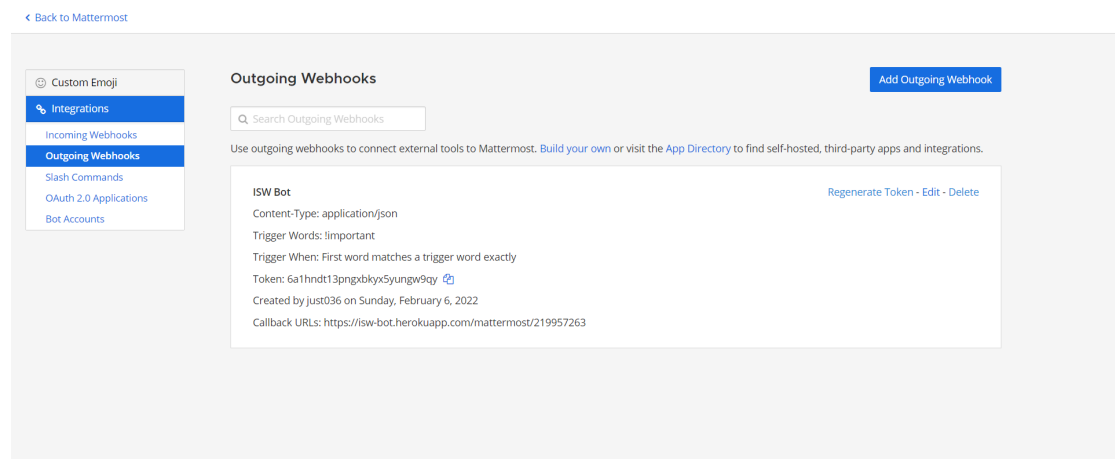 Back to Mattermost
Custom Emoji
Integrations
Incoming Webhooks
Outgoing Webhooks
Slash Commands
OAuth 2.0 Applications
Bot Accounts
Outgoing Webhooks
Add Outgoing Webhook
Search Outgoing Webhooks
Use outgoing webhooks to connect external tools to Mattermost. Build your own or visit the App Directory to find self-hosted, third-party apps and integrations.
ISW Bot
Regenerate Token - Edit - Delete
Content-Type: application/json
Trigger Words: !important
Trigger When: First word matches a trigger word exactly
Token: 6a1hndt13pngxbkyx5yungw9qy
Created by just036 on Sunday, February 6, 2022
Callback URLs: https://isw-bot.herokuapp.com/mattermost/219957263